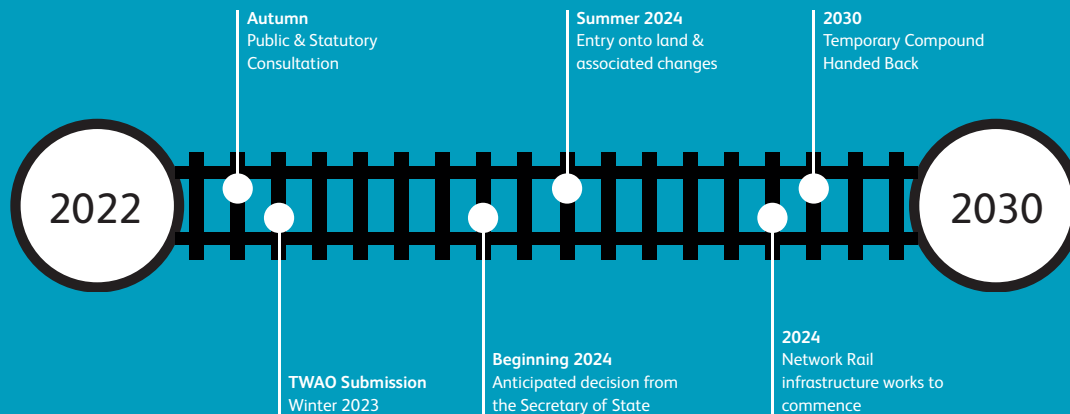 Autumn
Public & Statutory
Consultation
Summer 2024
Entry onto land &
associated changes
2030
Temporary Compound
Handed Back
2022
2030
TWAO Submission
Winter 2023
Beginning 2024
Anticipated decision from
the Secretary of State
2024
Network Rail
infrastructure works to
commence